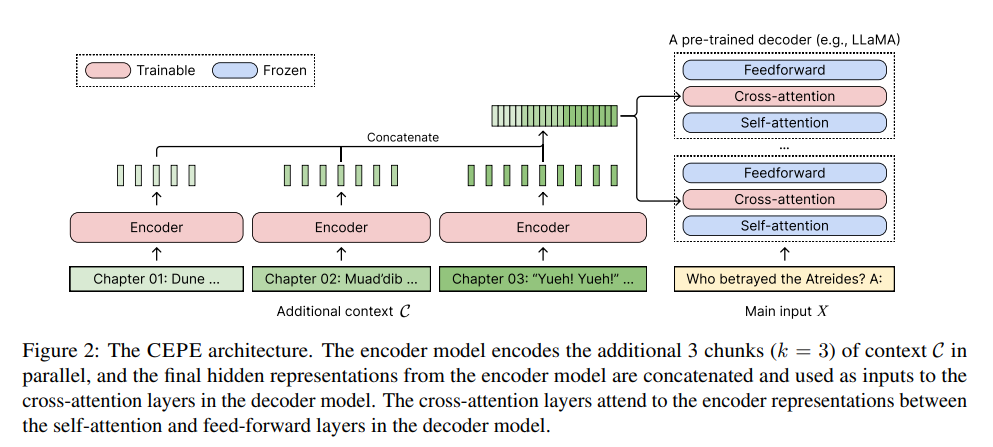 A pre-trained decoder (e.g., LLaMA)
Trainable
Frozen
Feedforward
Cross-attention
Self-attention
...
Concatenate
Feedforward
Cross-attention
Self-attention
Encoder
Encoder
Encoder
Chapter 01: Dune ...
Chapter 02: Muad’dib ...
Chapter 03: “Yueh! Yueh!” ...
Who betrayed the Atreides? A:
Additional context 𝒞
Main input X
Figure 2: The CEPE architecture. The encoder model encodes the additional 3 chunks (k = 3) of context 𝒞 in
parallel, and the final hidden representations from the encoder model are concatenated and used as inputs to the
cross-attention layers in the decoder model. The cross-attention layers attend to the encoder representations between
the self-attention and feed-forward layers in the decoder model.